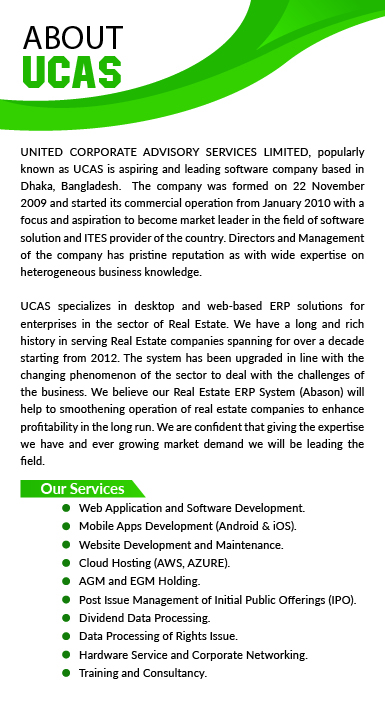 ABOUT
UCAS
UNITED CORPORATE ADVISORY SERVICES LIMITED, popularly
known as UCAS is aspiring and leading software company based in
Dhaka, Bangladesh. The company was formed on 22 November
2009 and started its commercial operation from January 2010 with a
focus and aspiration to become market leader in the field of software
solution and ITES provider of the country. Directors and Management
of the company has pristine reputation as with wide expertise on
heterogeneous business knowledge.
UCAS specializes in desktop and web-based ERP solutions for
enterprises in the sector of Real Estate. We have a long and rich
history in serving Real Estate companies spanning for over a decade
starting from 2012. The system has been upgraded in line with the
changing phenomenon of the sector to deal with the challenges of
the business. We believe our Real Estate ERP System (Abason) will
help to smoothening operation of real estate companies to enhance
profitability in the long run. We are confident that giving the expertise
we have and ever growing market demand we will be leading the
field.
Our Services
● Web Application and Software Development.
● Mobile Apps Development (Android & iOS).
● Website Development and Maintenance.
● Cloud Hosting (AWS, AZURE).
● AGM and EGM Holding.
● Post Issue Management of Initial Public Offerings (IPO).
● Dividend Data Processing.
● Data Processing of Rights Issue.
● Hardware Service and Corporate Networking.
● Training and Consultancy.